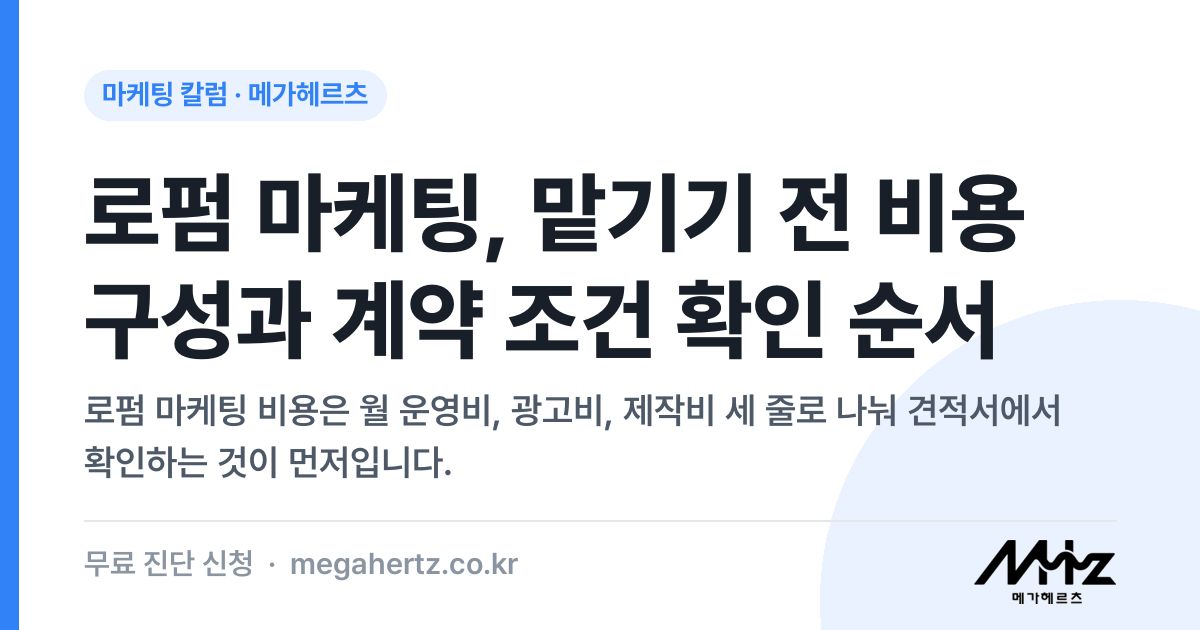 마케팅 칼럼 · 메가헤르츠
로펌 마케팅, 맡기기 전 비용
구성과 계약 조건 확인 순서
로펌 마케팅 비용은 월 운영비, 광고비, 제작비 세 줄로 나눠 견적서에서
확인하는 것이 먼저입니다.
무료 진단 신청 · megahertz.co.kr
MHz
메가헤르츠